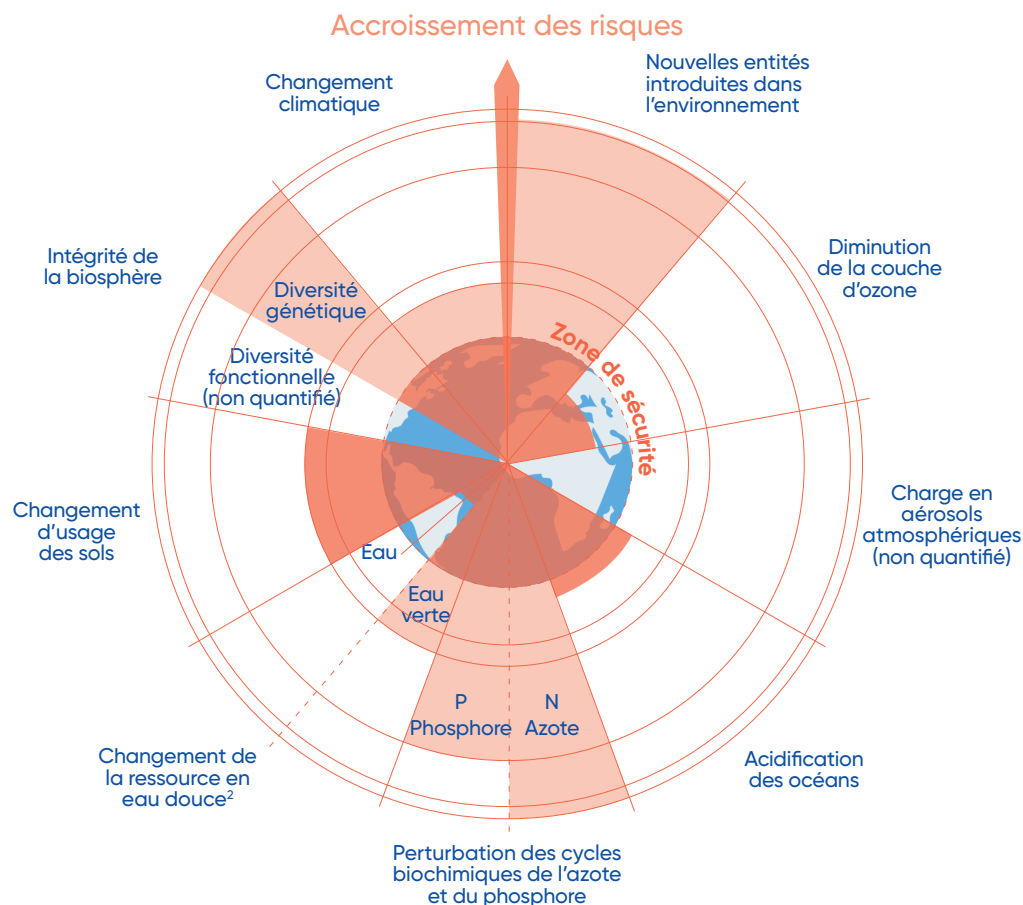 Accroissement des risques
Changement
climatique
Nouvelles entités
introduites dans
l'environnement
Intégrité de
la biosphère
Diminution
de la couche
d'ozone
Diversité
génétique
Zone de sécurité
Diversité
fonctionnelle
(non quantifié)
Changement
d'usage
des sols
Charge en
aérosols
atmosphériques
(non quantifié)
Eau
Eau
verte
P
Phosphore
N
Azote
Changement de
la ressource en
eau douce²
Acidification
des océans
Perturbation des cycles
biochimiques de l'azote
et du phosphore